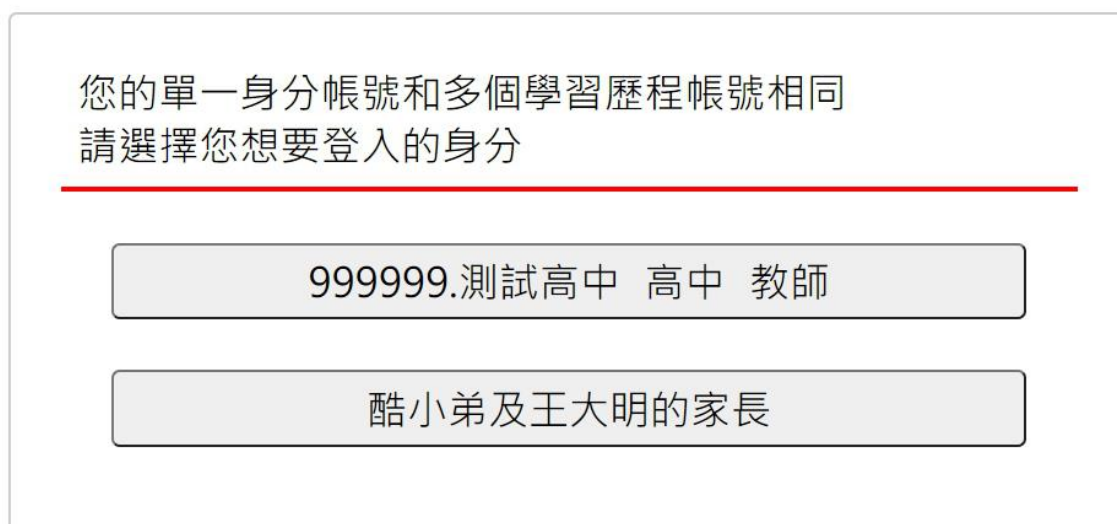 您的單一身分帳號和多個學習歷程帳號相同
請選擇您想要登入的身分
999999.測試高中 高中 教師
酷小弟及王大明的家長